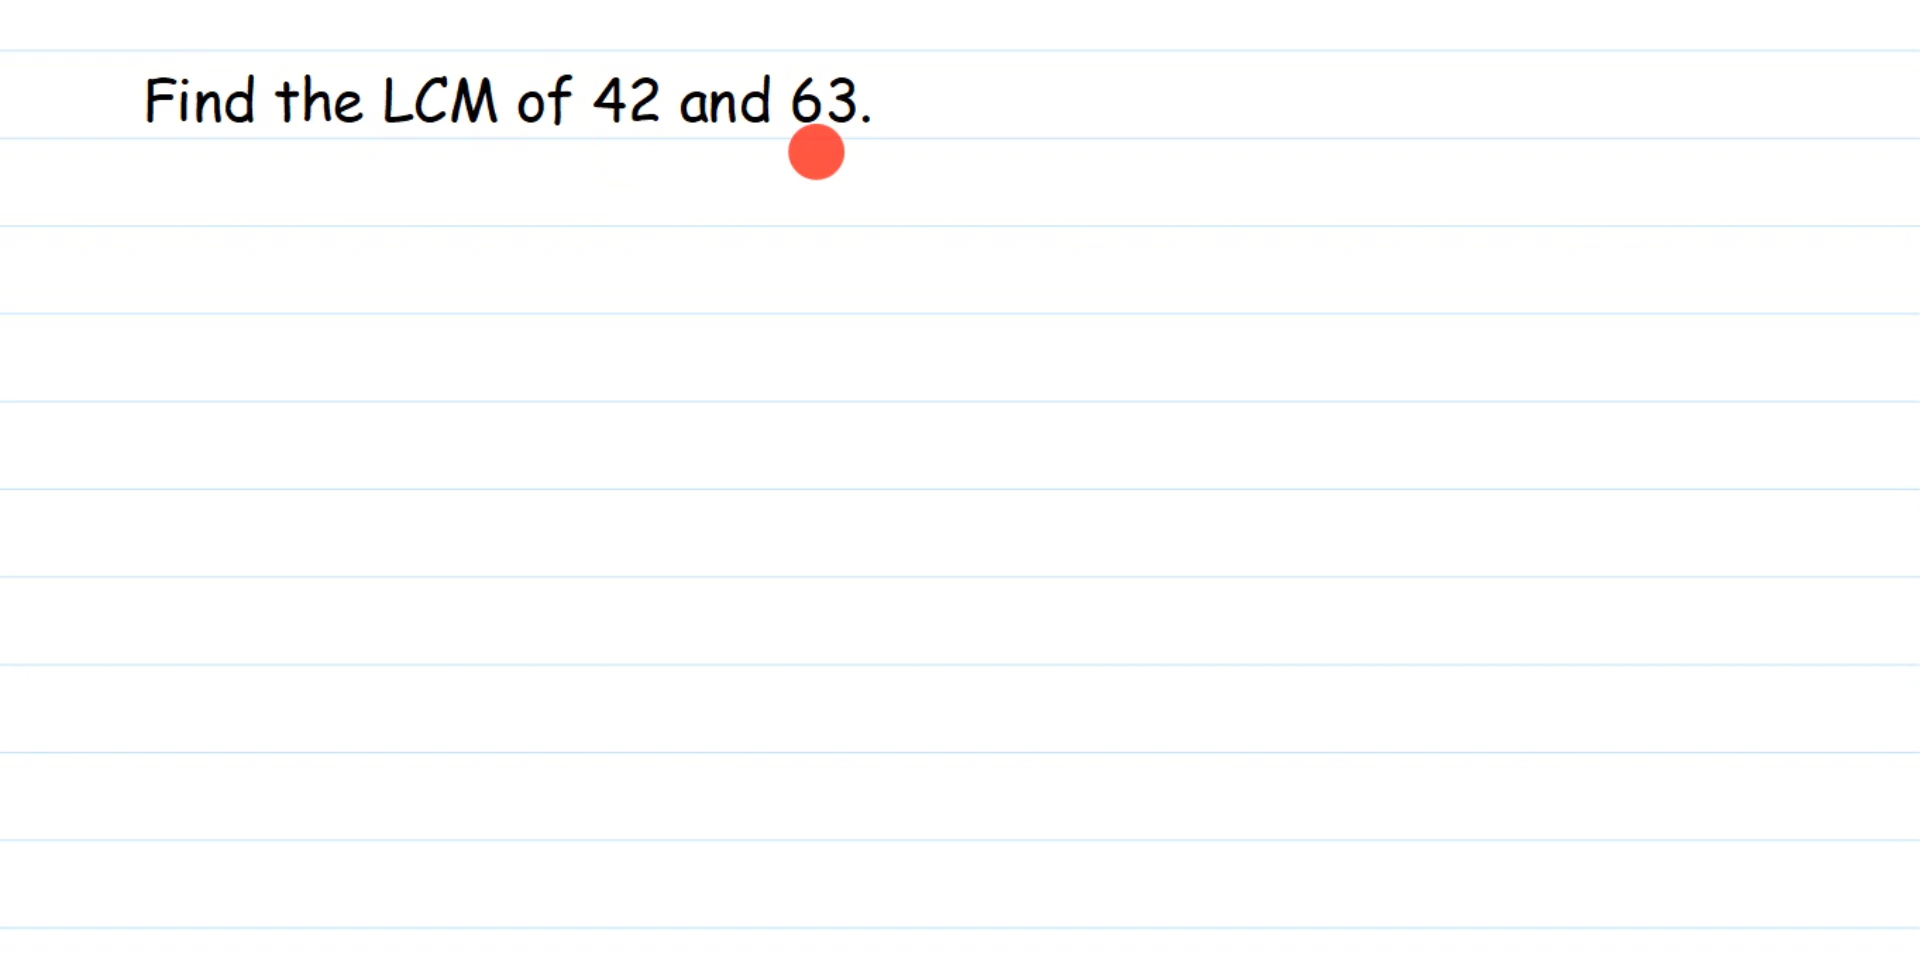 Find the LCM of 42 and 63.